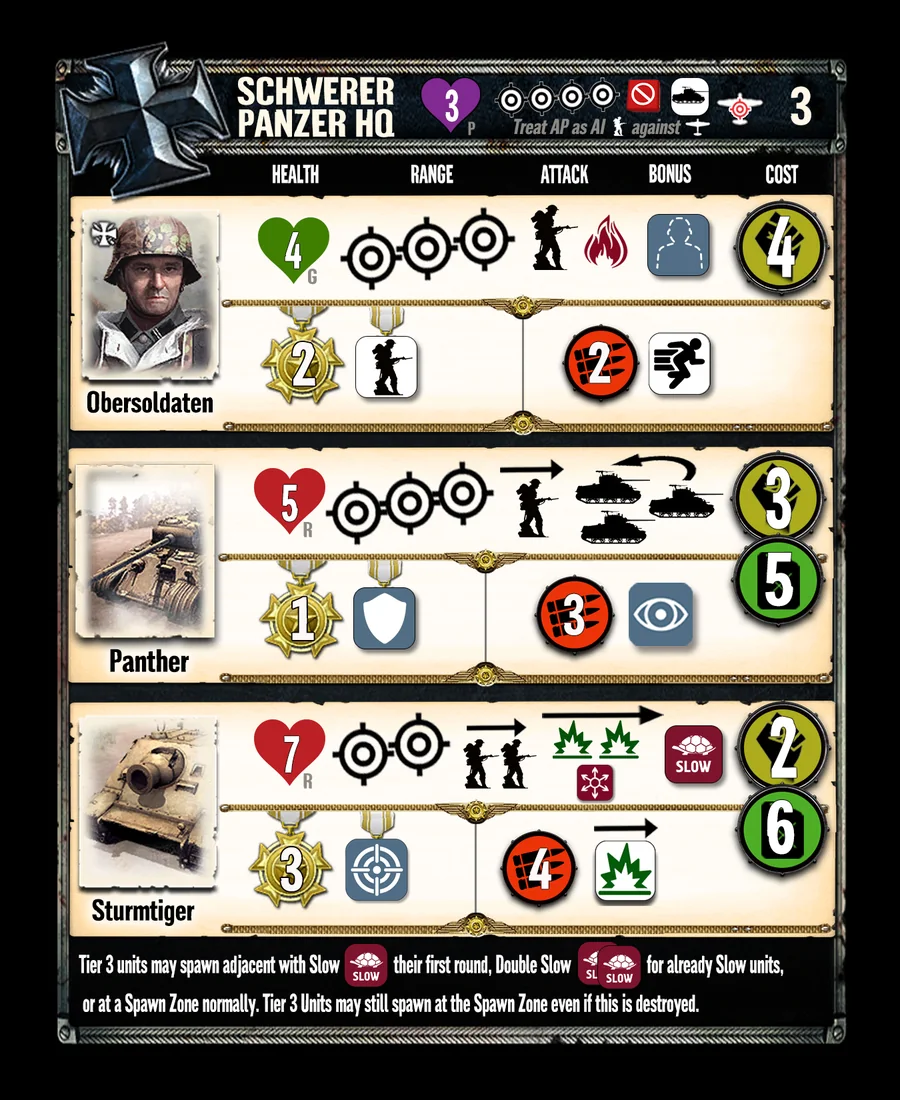 SCHWERER
PANZER HQ
3
P
3
Treat AP as AI against
HEALTH RANGE ATTACK BONUS COST
4
G
4
2
2
Obersoldaten
5
R
3
5
1
3
Panther
7
R
SLOW
2
6
3
4
Sturmtiger
Tier 3 units may spawn adjacent with Slow SLOW their first round, Double Slow SL SLOW for already Slow units,
or at a Spawn Zone normally. Tier 3 Units may still spawn at the Spawn Zone even if this is destroyed.